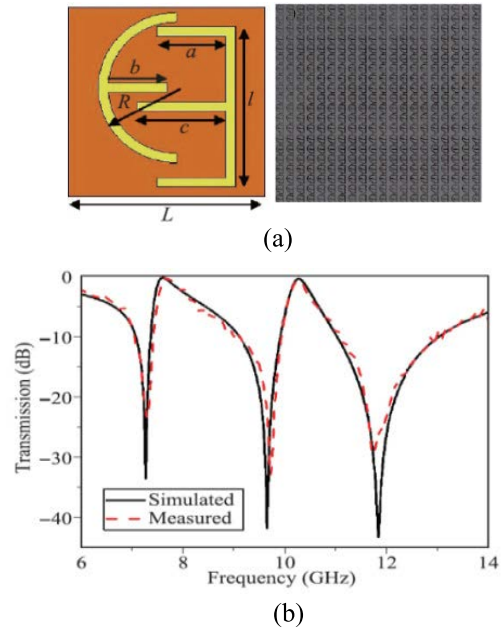 a
b
R
c
l
L
(a)
Transmission (dB)
0
−10
−20
−30
−40
Simulated
Measured
6 8 10 12 14
Frequency (GHz)
(b)